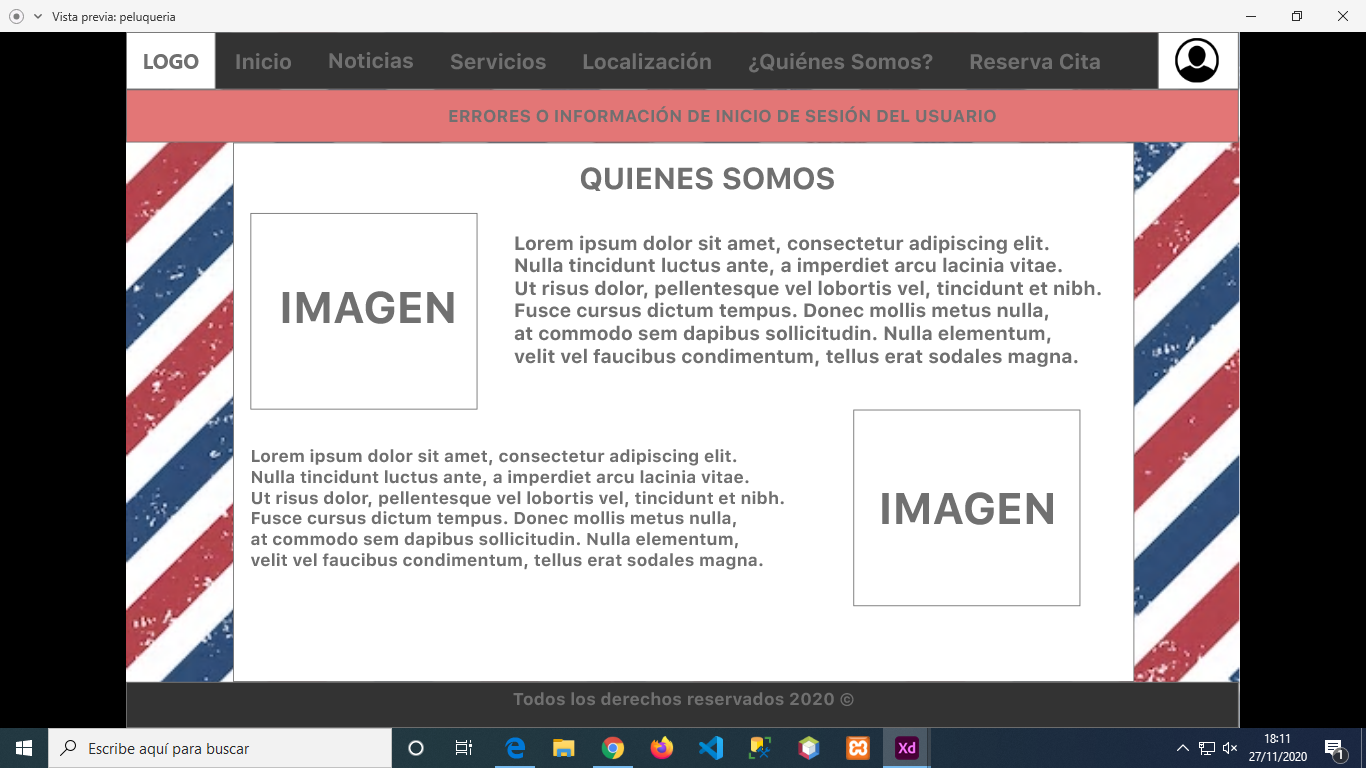 Vista previa: peluqueria
LOGO Inicio Noticias Servicios Localización ¿Quiénes Somos? Reserva Cita
ERRORES O INFORMACIÓN DE INICIO DE SESIÓN DEL USUARIO
QUIENES SOMOS
IMAGEN
Lorem ipsum dolor sit amet, consectetur adipiscing elit.
Nulla tincidunt luctus ante, a imperdiet arcu lacinia vitae.
Ut risus dolor, pellentesque vel lobortis vel, tincidunt et nibh.
Fusce cursus dictum tempus. Donec mollis metus nulla,
at commodo sem dapibus sollicitudin. Nulla elementum,
velit vel faucibus condimentum, tellus erat sodales magna.
Lorem ipsum dolor sit amet, consectetur adipiscing elit.
Nulla tincidunt luctus ante, a imperdiet arcu lacinia vitae.
Ut risus dolor, pellentesque vel lobortis vel, tincidunt et nibh.
Fusce cursus dictum tempus. Donec mollis metus nulla,
at commodo sem dapibus sollicitudin. Nulla elementum,
velit vel faucibus condimentum, tellus erat sodales magna.
IMAGEN
Todos los derechos reservados 2020 ©
Escribe aquí para buscar
Xd
18:11
27/11/2020
1